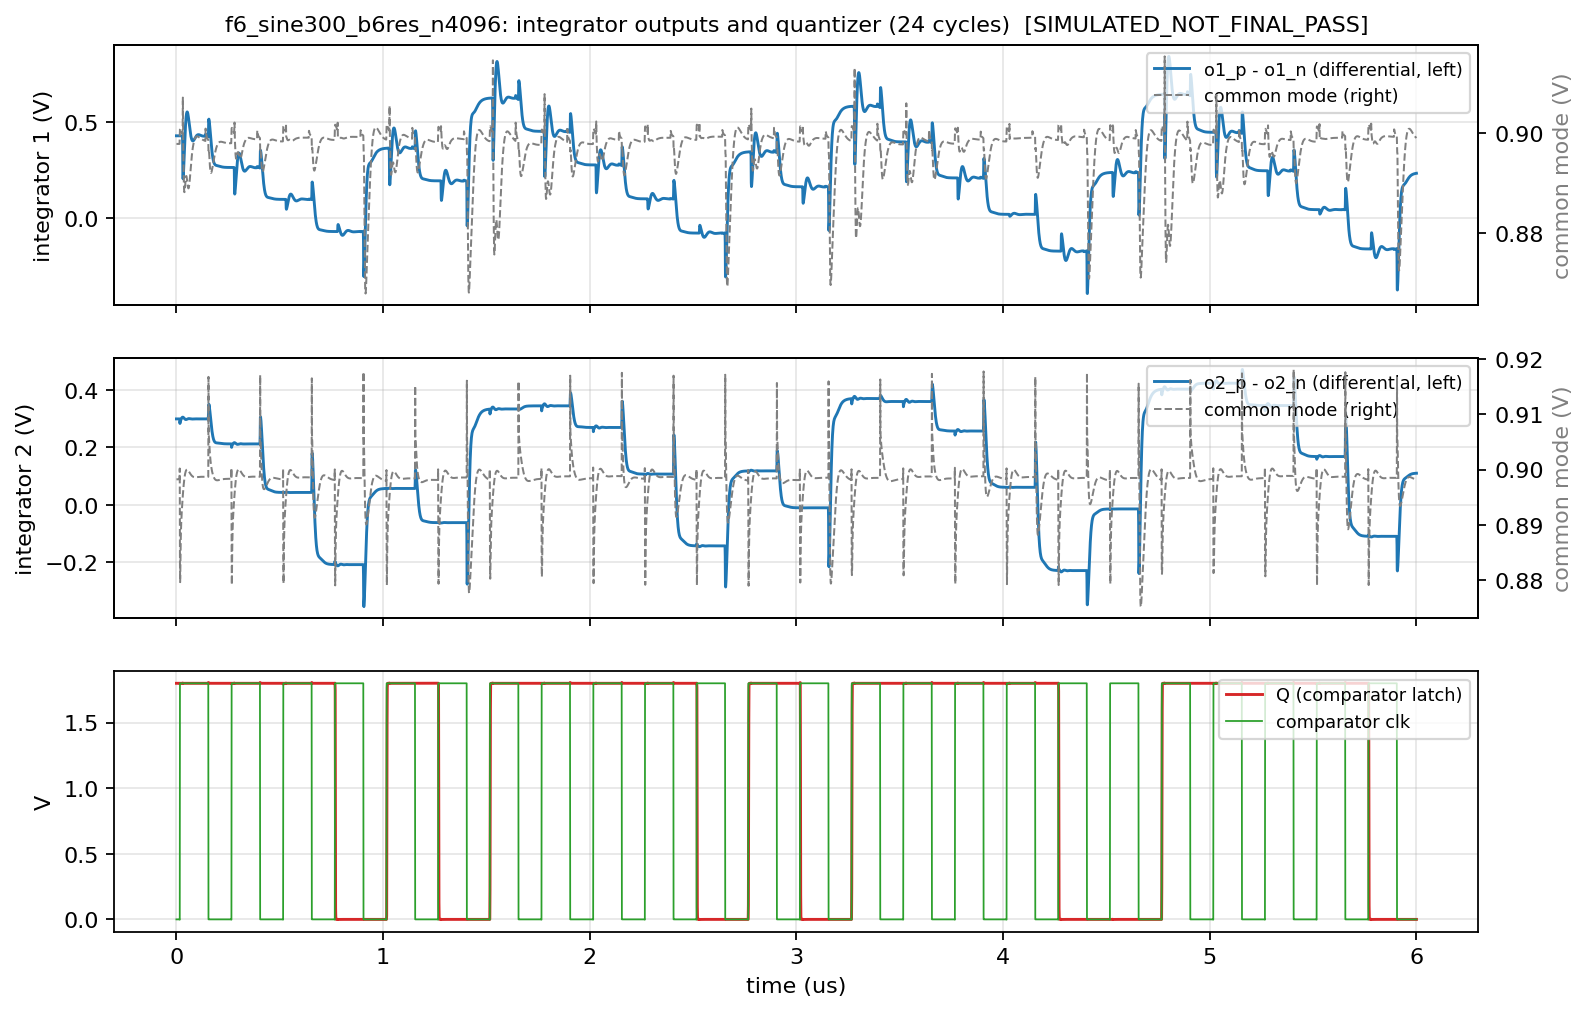 f6_sine300_b6res_n4096: integrator outputs and quantizer (24 cycles)  [SIMULATED_NOT_FINAL_PASS]
integrator 1 (V)
0.5
0.0
o1_p - o1_n (differential, left)
common mode (right)
0.90
0.88
common mode (V)
integrator 2 (V)
0.4
0.2
0.0
−0.2
o2_p - o2_n (differential, left)
common mode (right)
0.92
0.91
0.90
0.89
0.88
common mode (V)
V
1.5
1.0
0.5
0.0
Q (comparator latch)
comparator clk
0 1 2 3 4 5 6
time (us)